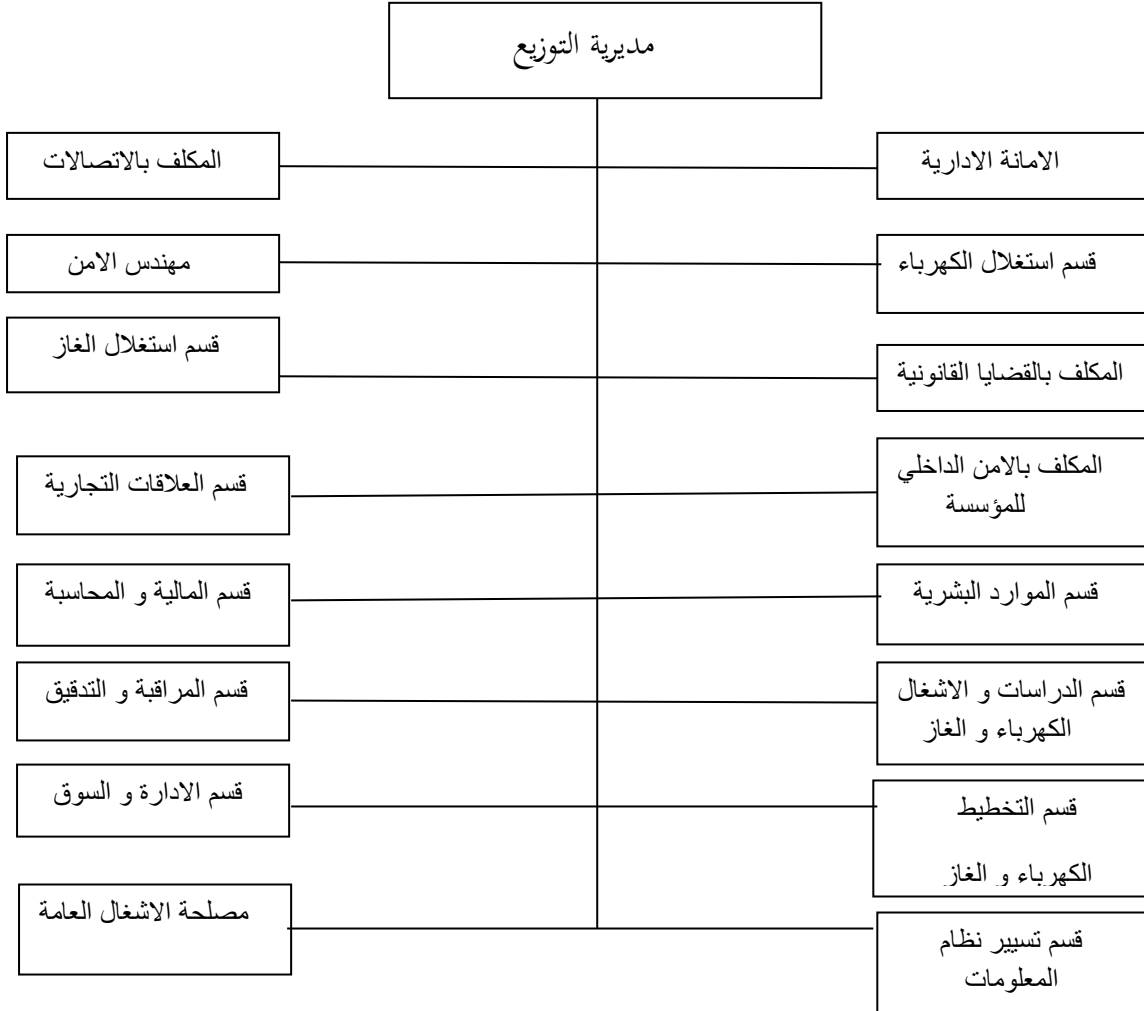 مديرية التوزيع
الامانة الادارية
المكلف بالاتصالات
قسم استغلال الكهرباء
مهندس الامن
المكلف بالقضايا القانونية
قسم استغلال الغاز
المكلف بالامن الداخلي
للمؤسسة
قسم العلاقات التجارية
قسم الموارد البشرية
قسم المالية و المحاسبة
قسم الدراسات و الاشغال
الكهرباء و الغاز
قسم المراقبة و التدقيق
قسم التخطيط
الكهرباء و الغاز
قسم الادارة و السوق
قسم تسيير نظام
المعلومات
مصلحة الاشغال العامة